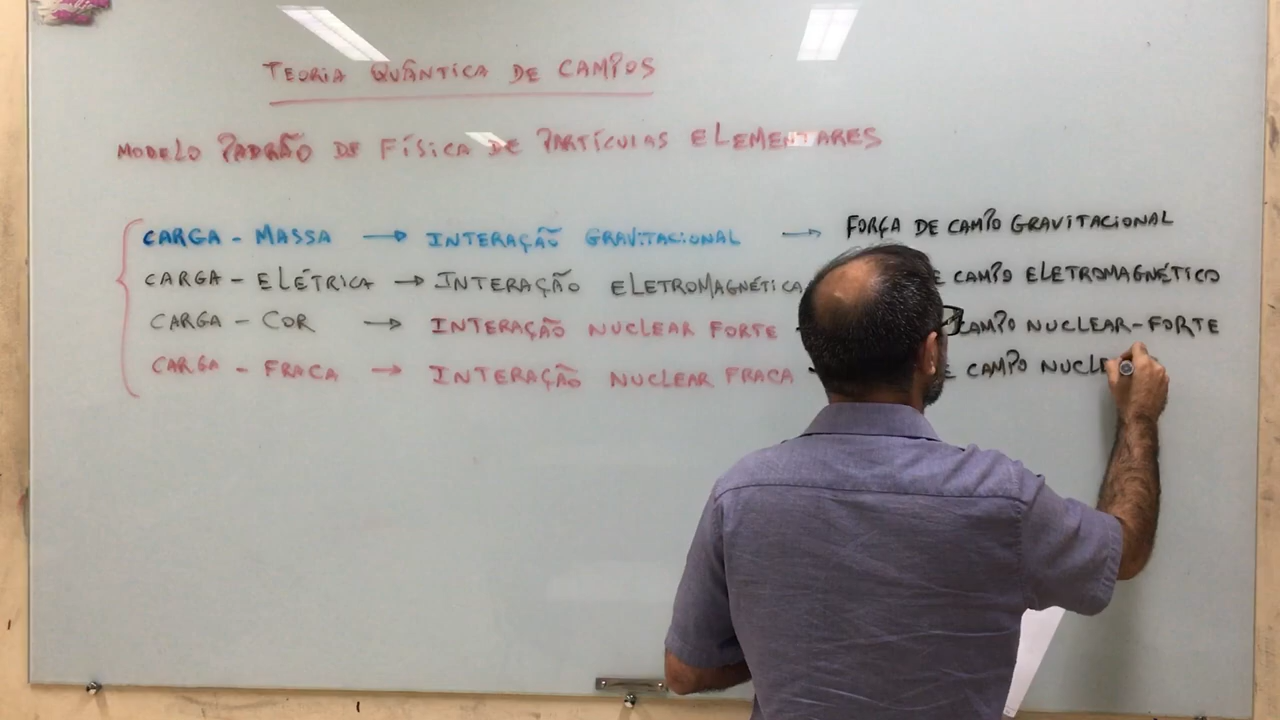 TEORIA QUÂNTICA DE CAMPOS
MODELO PADRÃO DE FÍSICA DE PARTÍCULAS ELEMENTARES
CARGA - MASSA → INTERAÇÃO GRAVITACIONAL → FORÇA DE CAMPO GRAVITACIONAL
CARGA - ELÉTRICA → INTERAÇÃO ELETROMAGNÉTICA CAMPO ELETROMAGNÉTICO
CARGA - COR → INTERAÇÃO NUCLEAR FORTE CAMPO NUCLEAR-FORTE
CARGA - FRACA → INTERAÇÃO NUCLEAR FRACA CAMPO NUCLE